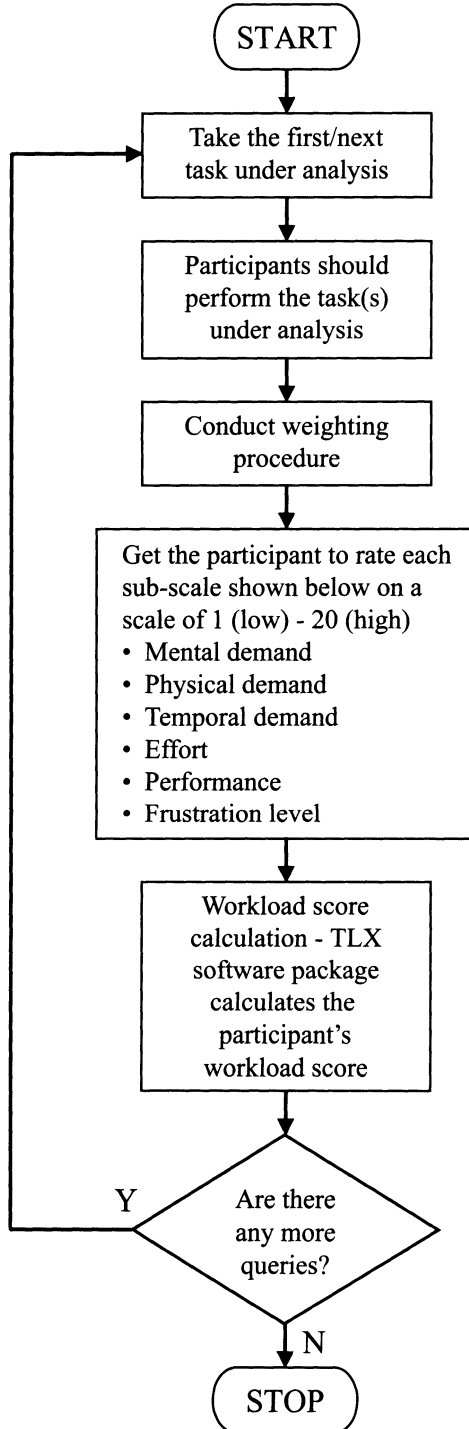 START
Take the first/next
task under analysis
Participants should
perform the task(s)
under analysis
Conduct weighting
procedure
Get the participant to rate each
sub-scale shown below on a
scale of 1 (low) - 20 (high)
• Mental demand
• Physical demand
• Temporal demand
• Effort
• Performance
• Frustration level
Workload score
calculation - TLX
software package
calculates the
participant's
workload score
Y
Are there
any more
queries?
N
STOP